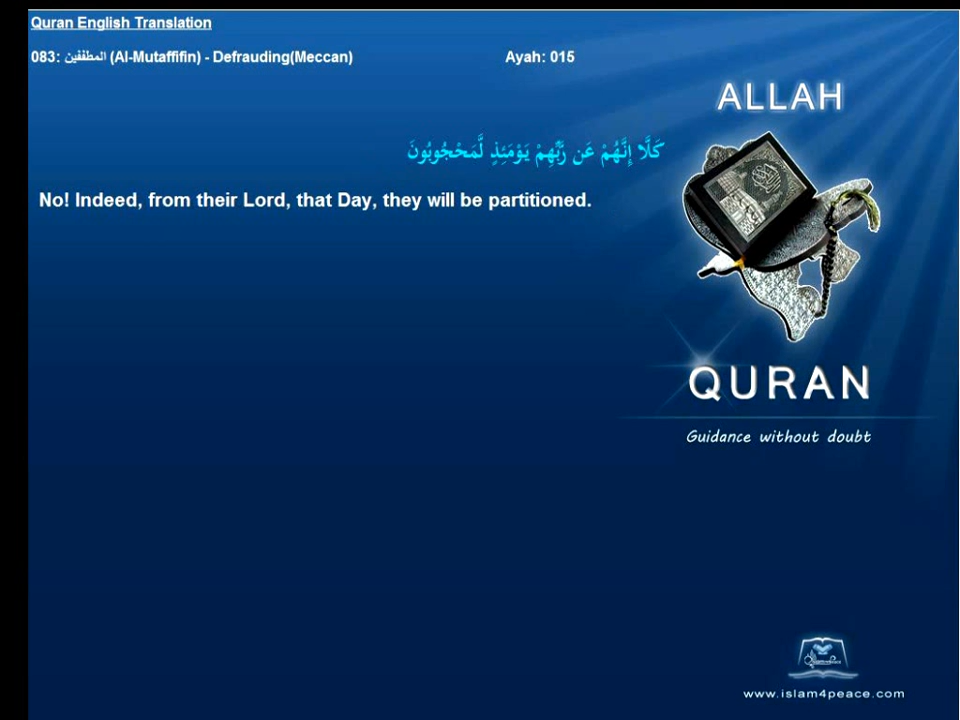 Quran English Translation
083: المطففين (Al-Mutaffifin) - Defrauding(Meccan) Ayah: 015
ALLAH
كَلَّا إِنَّهُمْ عَن رَّبِّهِمْ يَوْمَئِذٍ لَّمَحْجُوبُونَ
No! Indeed, from their Lord, that Day, they will be partitioned.
QURAN
Guidance without doubt
www.islam4peace.com